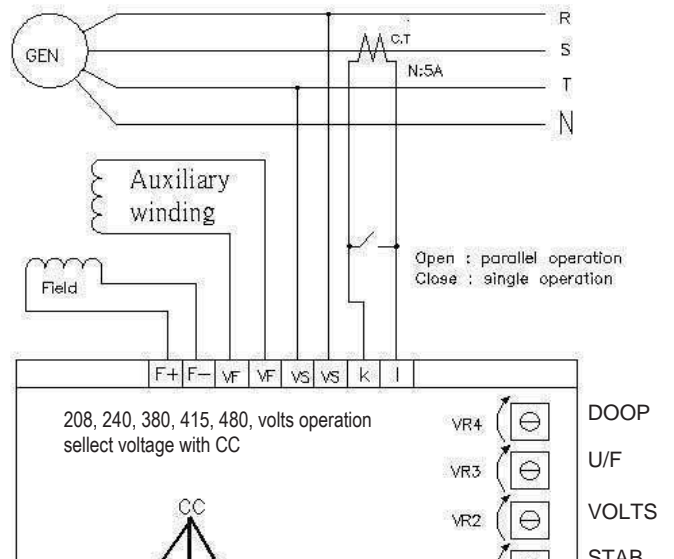 R
GEN
C.T
S
N:5A
T
N
Auxiliary
winding
Open : parallel operation
Close : single operation
Field
F+ F- VF VF VS VS k l
208, 240, 380, 415, 480, volts operation
sellect voltage with CC
VR4 DOOP
VR3 U/F
CC
VR2 VOLTS
STAB